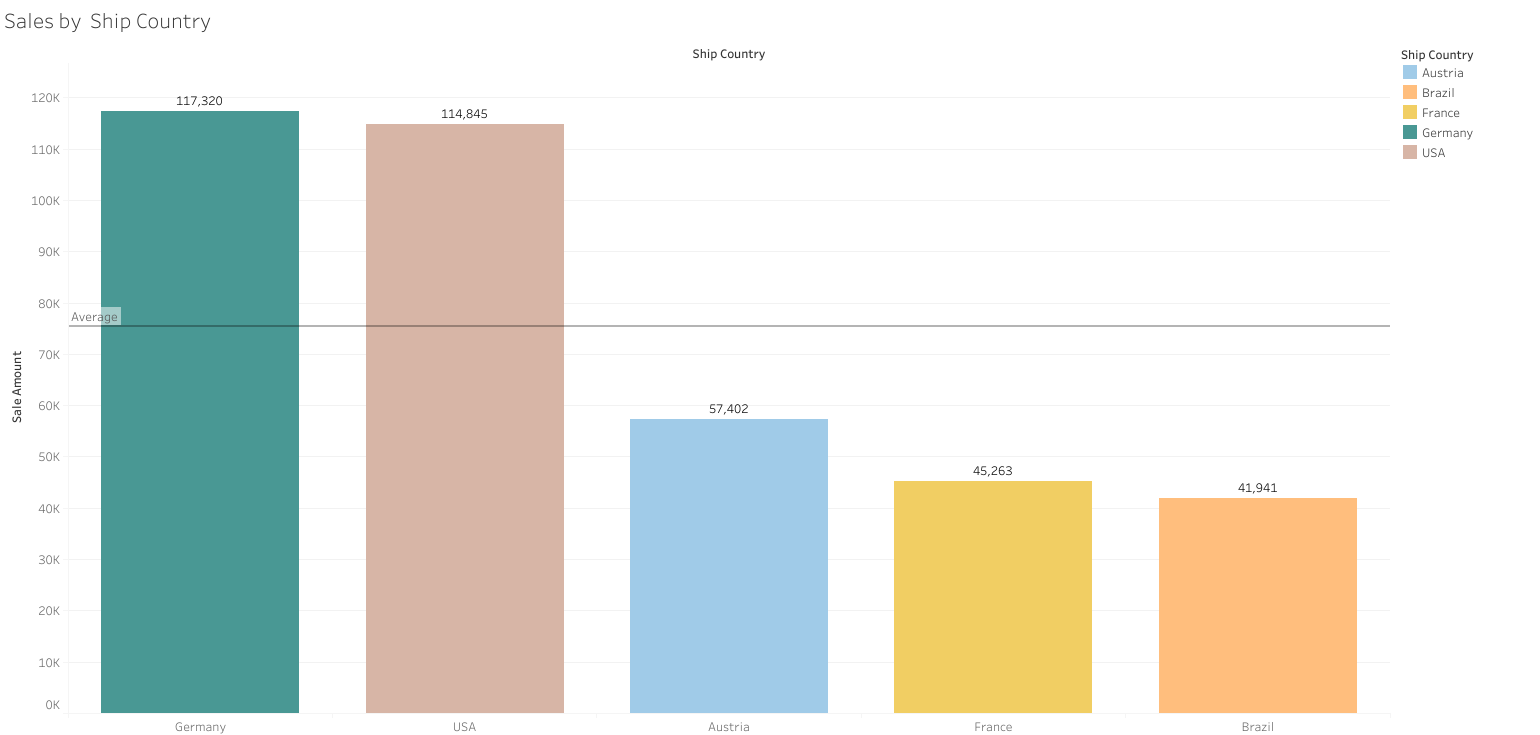 Sales by  Ship Country
Ship Country
Ship Country
Austria
Brazil
France
Germany
USA
Sale Amount
120K
110K
100K
90K
80K
70K
60K
50K
40K
30K
20K
10K
0K
Average
117,320
114,845
57,402
45,263
41,941
Germany
USA
Austria
France
Brazil